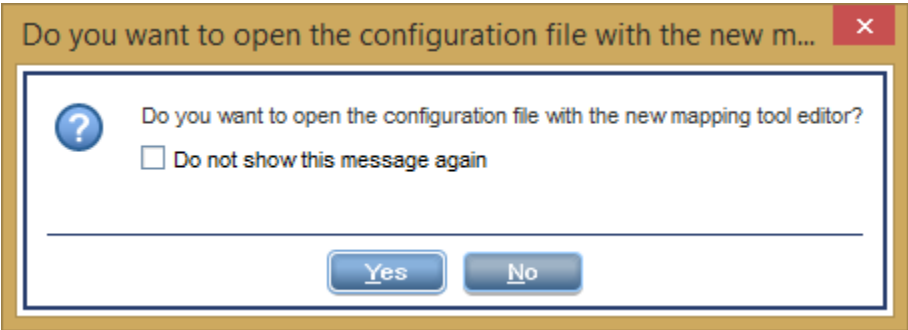 Do you want to open the configuration file with the new m...
Do you want to open the configuration file with the new mapping tool editor?
Do not show this message again
Yes No